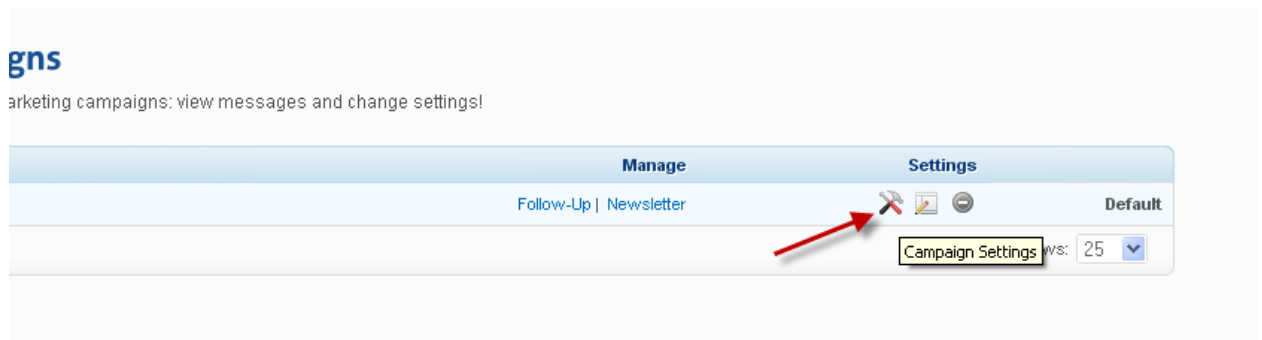 gns
arketing campaigns: view messages and change settings!
Manage Settings
Follow-Up | Newsletter Default
Campaign Settings ws: 25